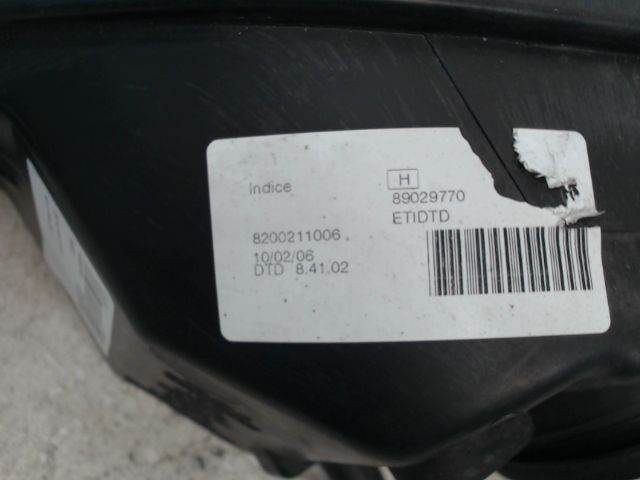 Indice
H
89029770
ETIDTD
8200211006
10/02/06
DTD 8.41.02